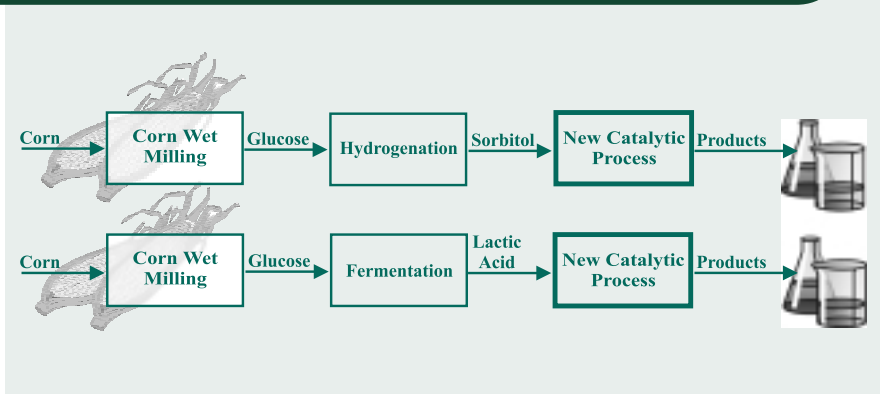 Corn
Corn Wet
Milling
Glucose
Hydrogenation
Sorbitol
New Catalytic
Process
Products
Corn
Corn Wet
Milling
Glucose
Fermentation
Lactic
Acid
New Catalytic
Process
Products